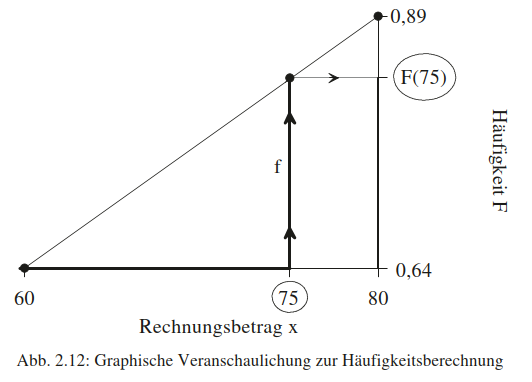 0,89
F(75)
Häufigkeit F
f
0,64
60
75
80
Rechnungsbetrag x
Abb. 2.12: Graphische Veranschaulichung zur Häufigkeitsberechnung